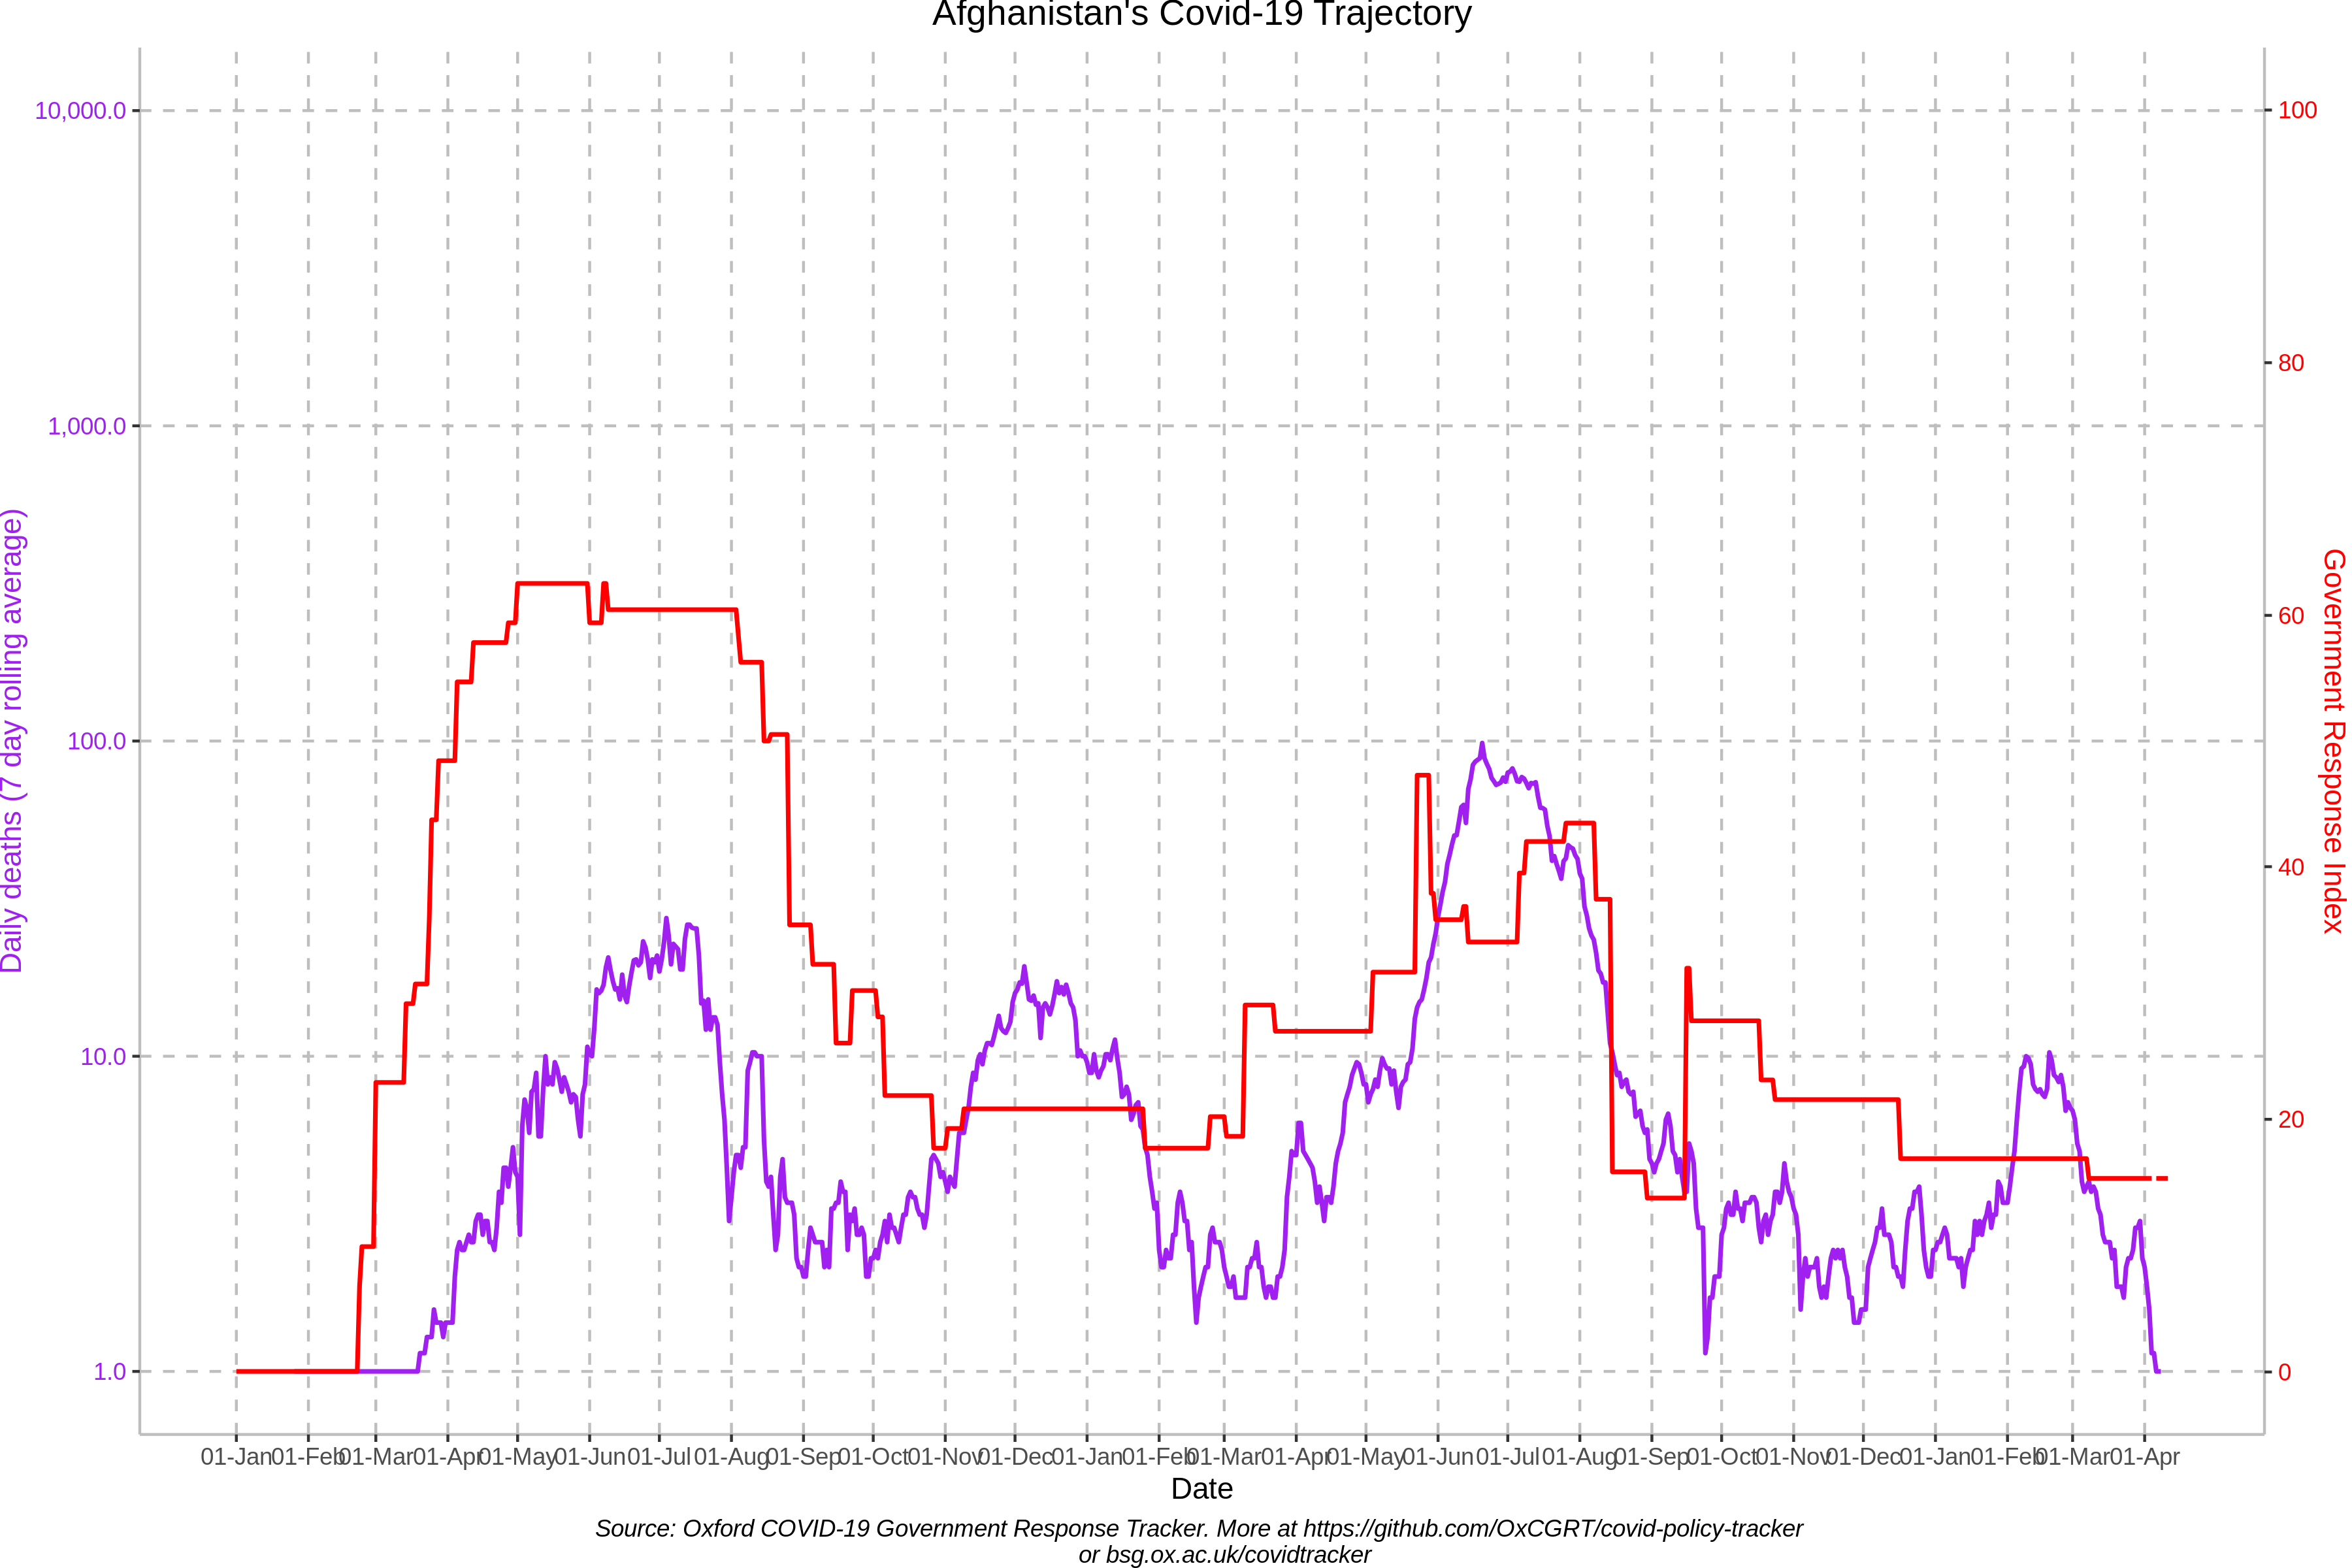 Afghanistan's Covid-19 Trajectory
10,000.0
1,000.0
100.0
10.0
1.0
Daily deaths (7 day rolling average)
100
80
60
40
20
0
Government Response Index
01-Jan 01-Feb 01-Mar 01-Apr 01-May 01-Jun 01-Jul 01-Aug 01-Sep 01-Oct 01-Nov 01-Dec 01-Jan 01-Feb 01-Mar 01-Apr 01-May 01-Jun 01-Jul 01-Aug 01-Sep 01-Oct 01-Nov 01-Dec 01-Jan 01-Feb 01-Mar 01-Apr
Date
Source: Oxford COVID-19 Government Response Tracker. More at https://github.com/OxCGRT/covid-policy-tracker
or bsg.ox.ac.uk/covidtracker